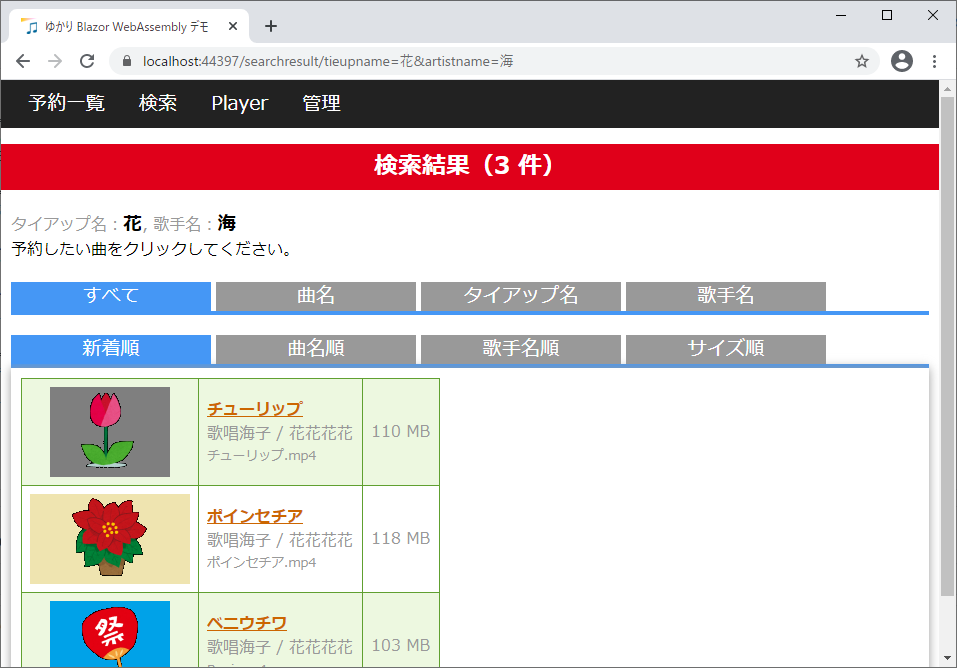 ゆかり Blazor WebAssembly デモ
localhost:44397/searchresult/tieupname=花&artistname=海
予約一覧 検索 Player 管理
検索結果（3 件）
タイアップ名：花, 歌手名：海
予約したい曲をクリックしてください。
すべて 曲名 タイアップ名 歌手名
新着順 曲名順 歌手名順 サイズ順
チューリップ
歌唱海子 / 花花花花
チューリップ.mp4
110 MB
ポインセチア
歌唱海子 / 花花花花
ポインセチア.mp4
118 MB
祭
ベニウチワ
歌唱海子 / 花花花花
103 MB